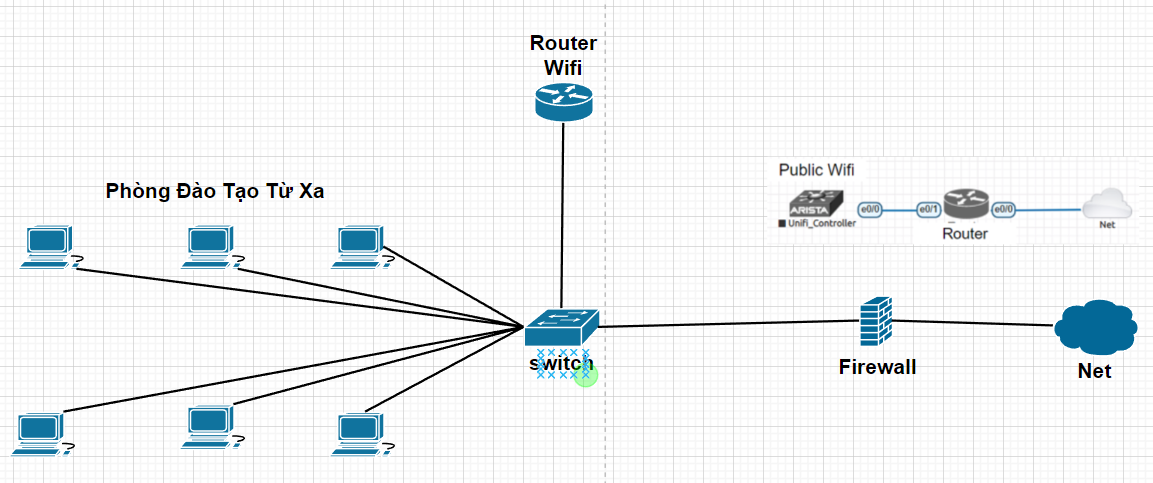 Router
Wifi
Public Wifi
ARISTA
Unifi_Controller
e0/0
e0/1
e0/0
Router
Net
Phòng Đào Tạo Từ Xa
switch
Firewall
Net